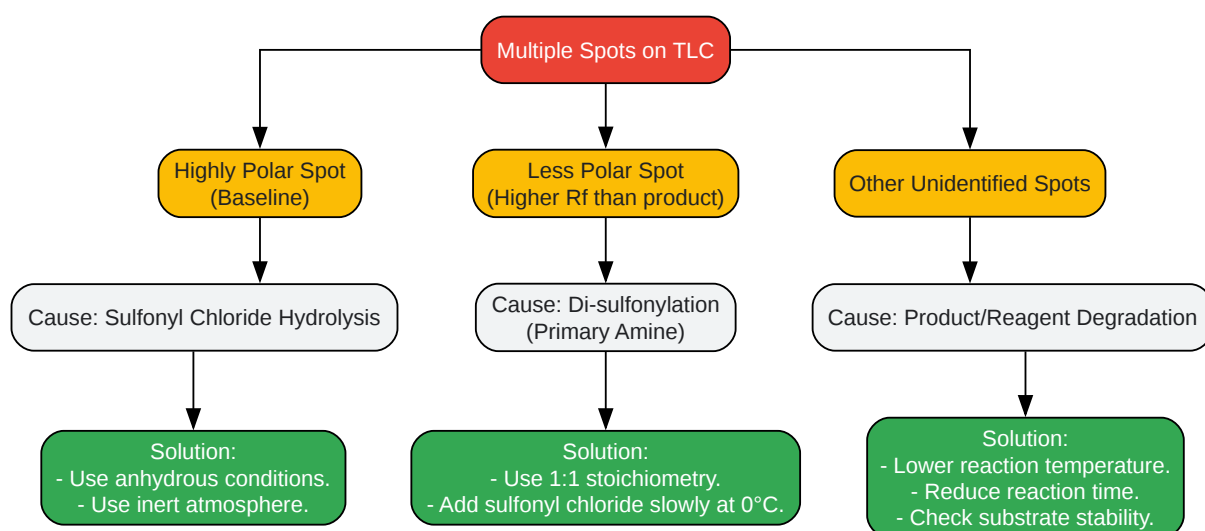 Multiple Spots on TLC
Highly Polar Spot
(Baseline)
Less Polar Spot
(Higher Rf than product)
Other Unidentified Spots
Cause: Sulfonyl Chloride Hydrolysis
Cause: Di-sulfonylation
(Primary Amine)
Cause: Product/Reagent Degradation
Solution:
- Use anhydrous conditions.
- Use inert atmosphere.
Solution:
- Use 1:1 stoichiometry.
- Add sulfonyl chloride slowly at 0°C.
Solution:
- Lower reaction temperature.
- Reduce reaction time.
- Check substrate stability.